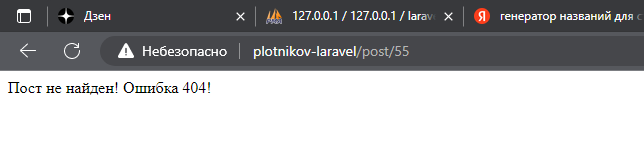 Дзен
127.0.0.1 / 127.0.0.1 / larav
генератор названий для с
Небезопасно
plotnikov-laravel/post/55
Пост не найден! Ошибка 404!